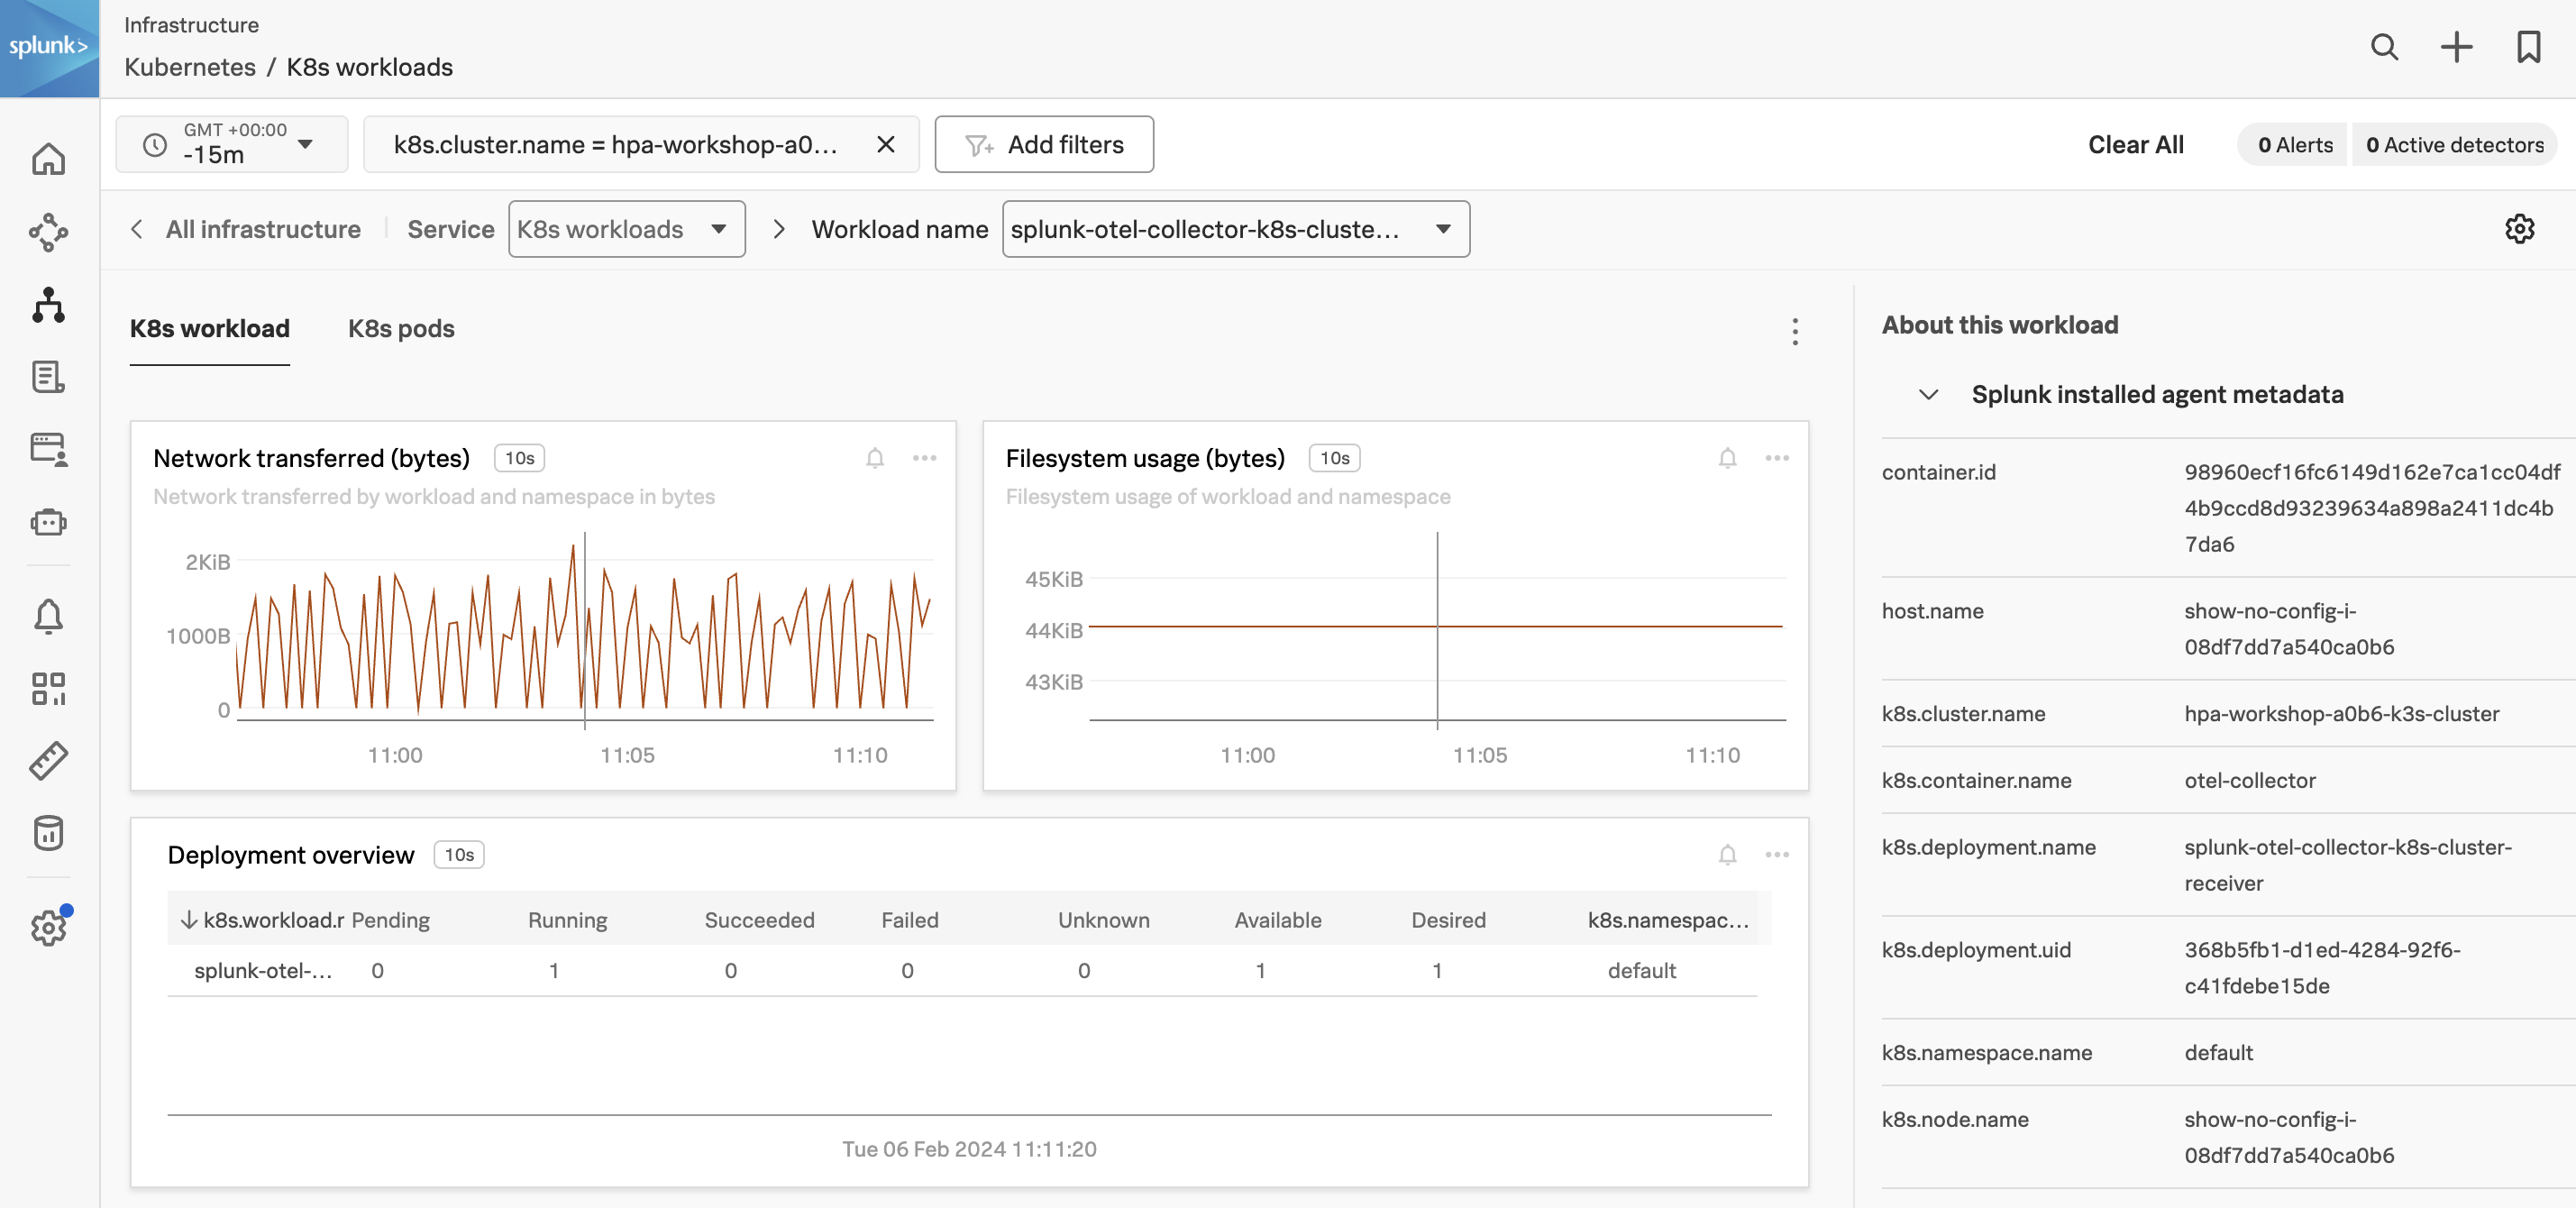 splunk>
Infrastructure
Kubernetes / K8s workloads
GMT +00:00
-15m
k8s.cluster.name = hpa-workshop-a0...
Add filters
Clear All
0 Alerts
0 Active detectors
All infrastructure
Service
K8s workloads
Workload name
splunk-otel-collector-k8s-cluste...
K8s workload
K8s pods
Network transferred (bytes)
10s
Network transferred by workload and namespace in bytes
2KiB
1000B
0
11:00
11:05
11:10
Filesystem usage (bytes)
10s
Filesystem usage of workload and namespace
45KiB
44KiB
43KiB
11:00
11:05
11:10
Deployment overview
10s
k8s.workload.r Pending Running Succeeded Failed Unknown Available Desired k8s.namespac...
splunk-otel-... 0 1 0 0 0 1 1 default
Tue 06 Feb 2024 11:11:20
About this workload
Splunk installed agent metadata
container.id
98960ecf16fc6149d162e7ca1cc04df
4b9ccd8d93239634a898a2411dc4b
7da6
host.name
show-no-config-i-
08df7dd7a540ca0b6
k8s.cluster.name
hpa-workshop-a0b6-k3s-cluster
k8s.container.name
otel-collector
k8s.deployment.name
splunk-otel-collector-k8s-cluster-
receiver
k8s.deployment.uid
368b5fb1-d1ed-4284-92f6-
c41fdebe15de
k8s.namespace.name
default
k8s.node.name
show-no-config-i-
08df7dd7a540ca0b6